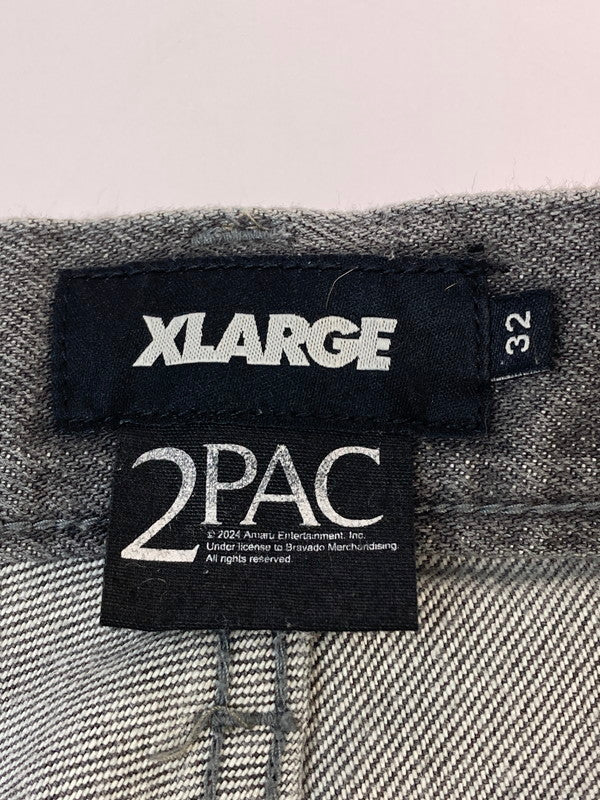 XLARGE
32
2PAC
© 2024 Amaru Entertainment, Inc.
Under license to Bravado Merchandising.
All rights reserved.